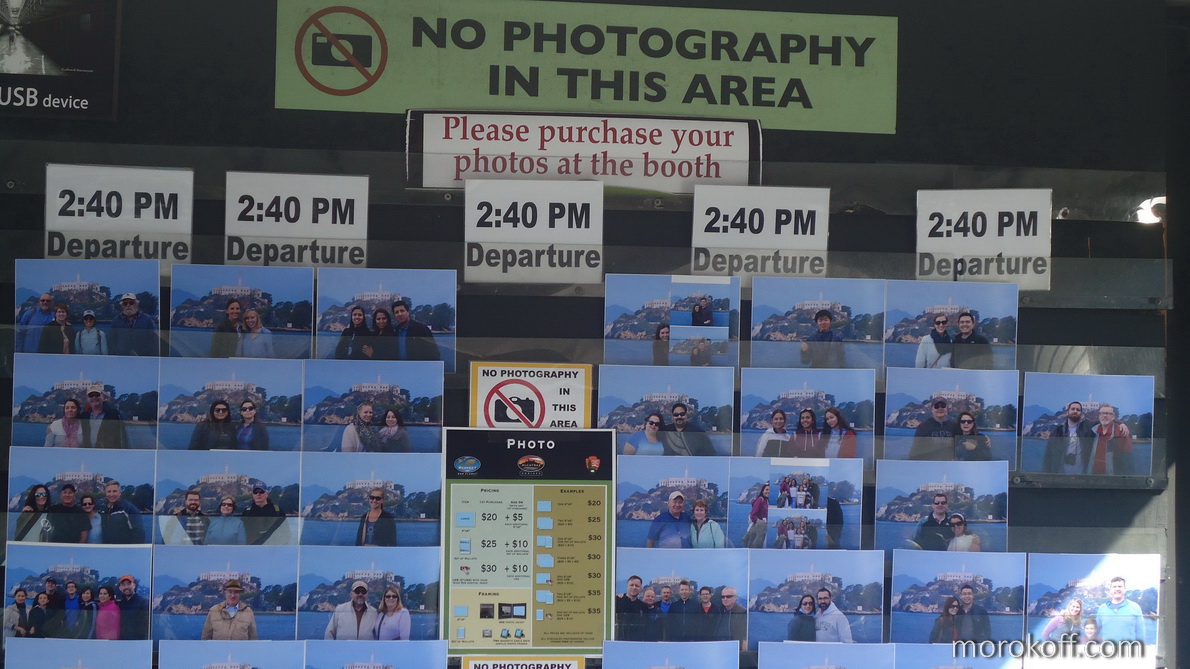 NO PHOTOGRAPHY
IN THIS AREA
USB device
Please purchase your
photos at the booth
2:40 PM
Departure
2:40 PM
Departure
2:40 PM
Departure
2:40 PM
Departure
2:40 PM
Departure
NO PHOTOGRAPHY
IN
THIS
AREA
PHOTO
PRICING
EXAMPLES
$20 + $5
$25 + $10
$30 + $10
$20
$25
$30
$30
$30
$35
$35
FRAMING
NO PHOTOGRAPHY
morokoff.com